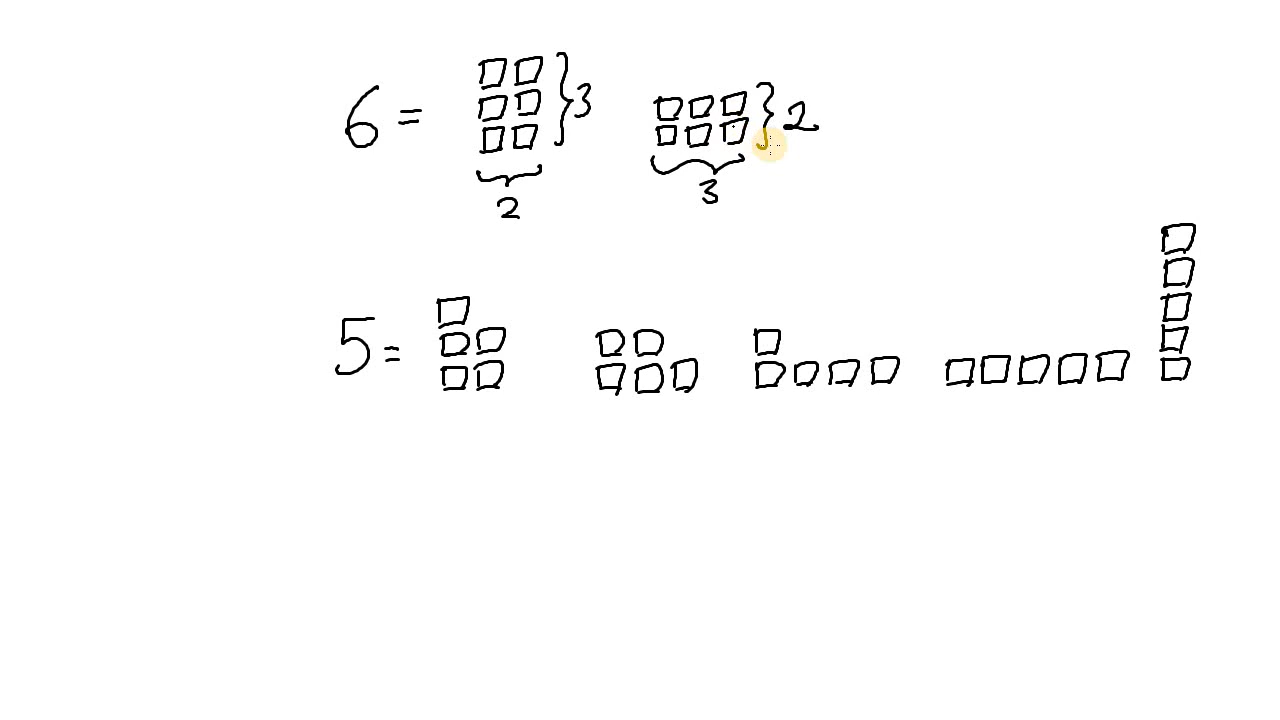 6 = } 3 } 2
2 3
5 =